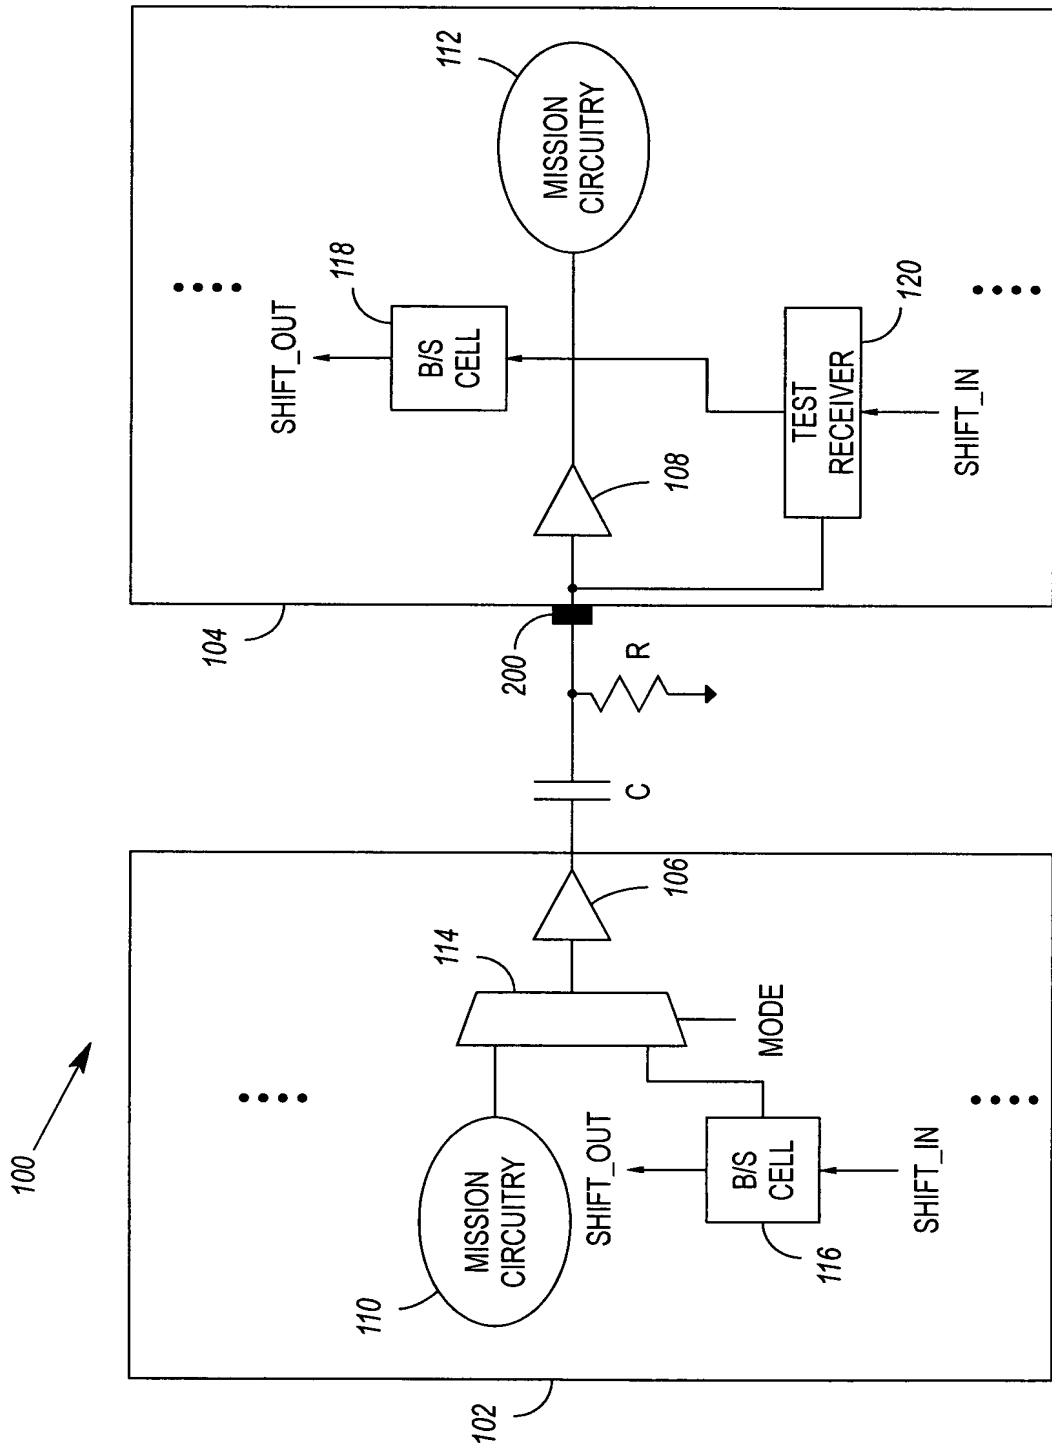 100
102
110
MISSION
CIRCUITRY
114
106
MODE
SHIFT_OUT
B/S
CELL
116
SHIFT_IN
C
R
200
104
108
118
SHIFT_OUT
B/S
CELL
112
MISSION
CIRCUITRY
TEST
RECEIVER
120
SHIFT_IN